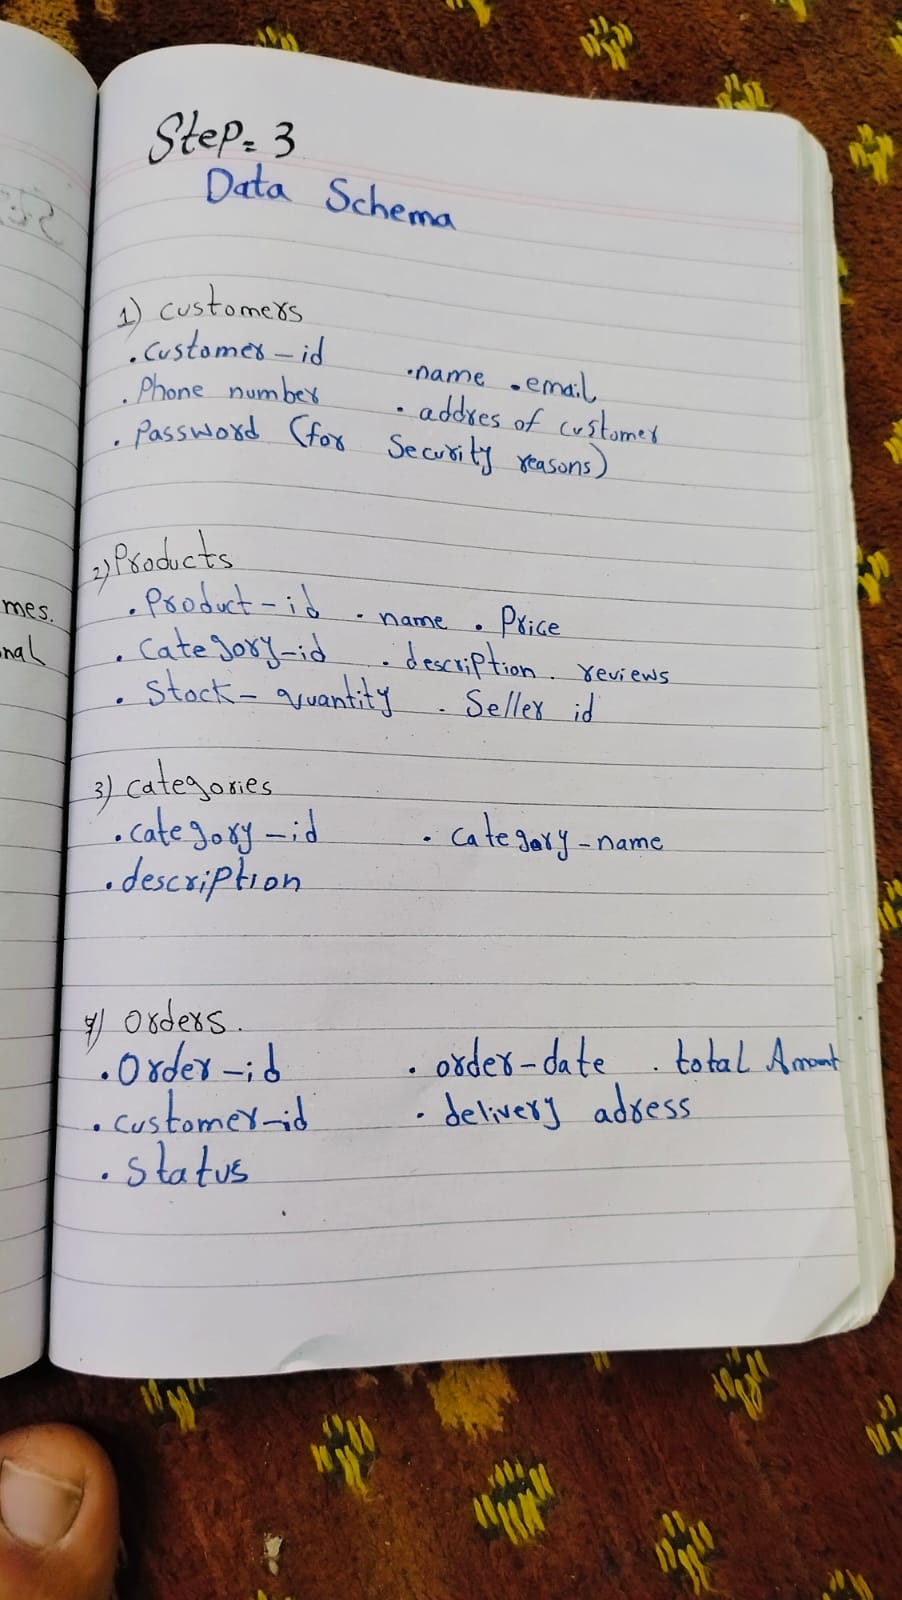 Step= 3
Data Schema
1) customers
. Customer-id .name .email
. Phone number . addres of customer
. Password (for Security reasons)
2) Products
. Product-id . name . Price
. Category-id . description . reviews
. Stock- quantity . Seller id
3) categories
. category-id . category-name
. description
4) Orders.
. Order-id . order-date . total Amount
. customer-id . delivery adress
. Status
mes.
nal